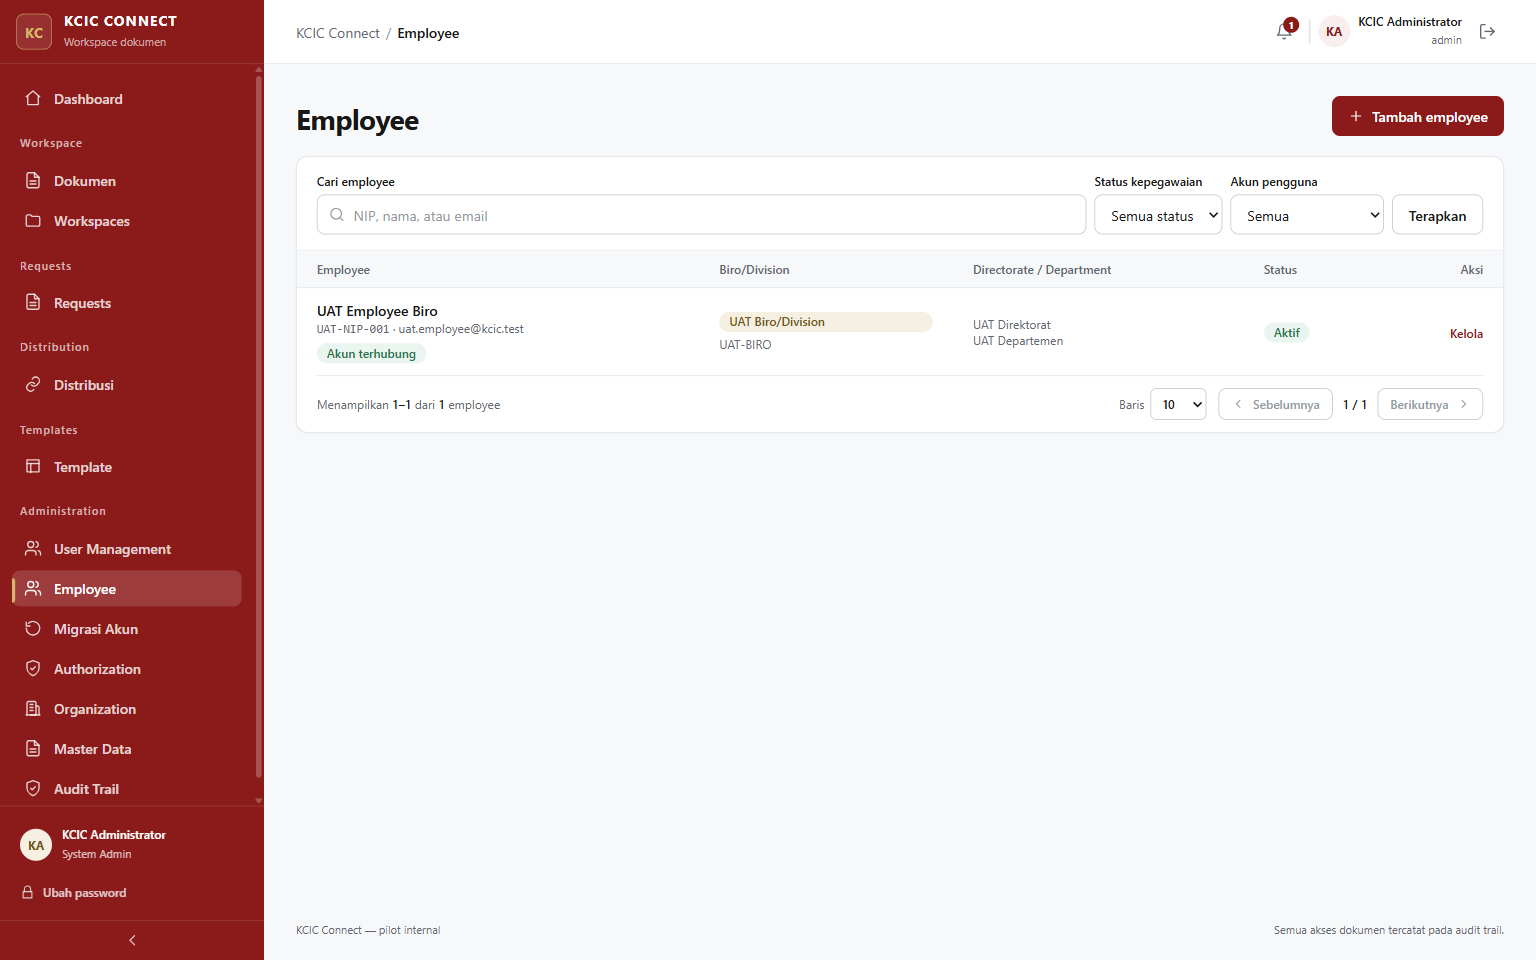 KC
KCIC CONNECT
Workspace dokumen
Dashboard
Workspace
Dokumen
Workspaces
Requests
Requests
Distribution
Distribusi
Templates
Template
Administration
User Management
Employee
Migrasi Akun
Authorization
Organization
Master Data
Audit Trail
KA
KCIC Administrator
System Admin
Ubah password
KCIC Connect / Employee
1
KA
KCIC Administrator
admin
Employee
Tambah employee
Cari employee
Status kepegawaian
Akun pengguna
NIP, nama, atau email
Semua status
Semua
Terapkan
Employee
Biro/Division
Directorate / Department
Status
Aksi
UAT Employee Biro
UAT-NIP-001 · uat.employee@kcic.test
Akun terhubung
UAT Biro/Division
UAT-BIRO
UAT Direktorat
UAT Departemen
Aktif
Kelola
Menampilkan 1–1 dari 1 employee
Baris
10
Sebelumnya
1 / 1
Berikutnya
KCIC Connect — pilot internal
Semua akses dokumen tercatat pada audit trail.